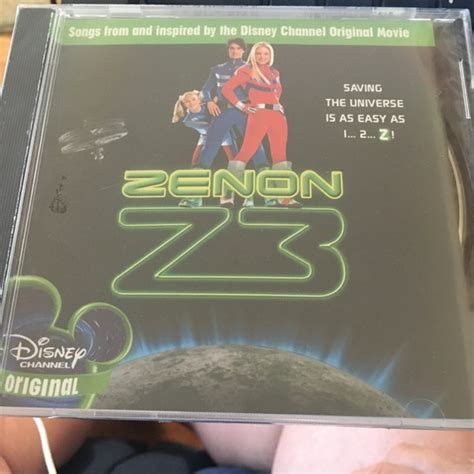 Songs from and inspired by the Disney Channel Original Movie
SAVING
THE UNIVERSE
IS AS EASY AS
1... 2... Z!
ZENON
Z3
Disney
CHANNEL
ORIGINAL